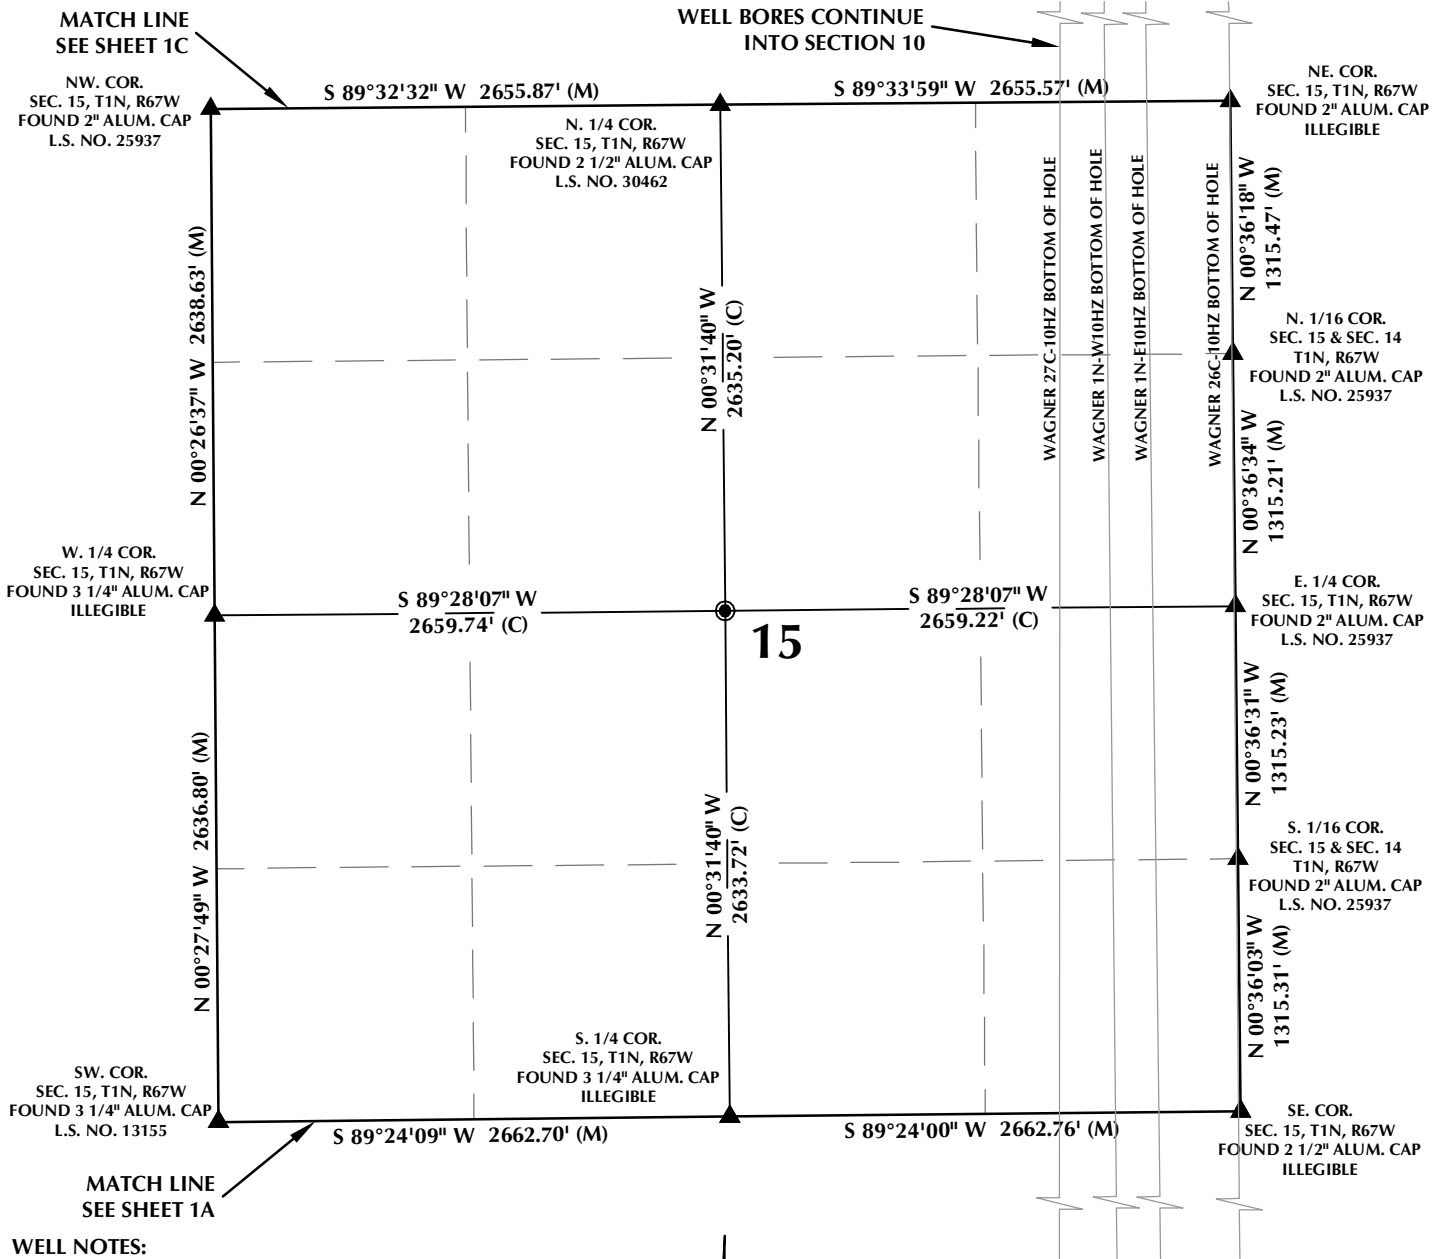 MATCH LINE
SEE SHEET 1C
WELL BORES CONTINUE
INTO SECTION 10
NW. COR.
SEC. 15, T1N, R67W
FOUND 2" ALUM. CAP
L.S. NO. 25937
S 89°32'32" W 2655.87' (M)
N. 1/4 COR.
SEC. 15, T1N, R67W
FOUND 2 1/2" ALUM. CAP
L.S. NO. 30462
S 89°33'59" W 2655.57' (M)
NE. COR.
SEC. 15, T1N, R67W
FOUND 2" ALUM. CAP
ILLEGIBLE
N 00°26'37" W 2638.63' (M)
N 00°31'40" W
2635.20' (C)
WAGNER 27C-10HZ BOTTOM OF HOLE
WAGNER 1N-W10HZ BOTTOM OF HOLE
WAGNER 1N-E10HZ BOTTOM OF HOLE
WAGNER 26C-10HZ BOTTOM OF HOLE
N 00°36'18" W
1315.47' (M)
N. 1/16 COR.
SEC. 15 & SEC. 14
T1N, R67W
FOUND 2" ALUM. CAP
L.S. NO. 25937
N 00°36'34" W
1315.21' (M)
W. 1/4 COR.
SEC. 15, T1N, R67W
FOUND 3 1/4" ALUM. CAP
ILLEGIBLE
S 89°28'07" W
2659.74' (C)
15
S 89°28'07" W
2659.22' (C)
E. 1/4 COR.
SEC. 15, T1N, R67W
FOUND 2" ALUM. CAP
L.S. NO. 25937
N 00°27'49" W 2636.80' (M)
N 00°31'40" W
2633.72' (C)
N 00°36'31" W
1315.23' (M)
S. 1/16 COR.
SEC. 15 & SEC. 14
T1N, R67W
FOUND 2" ALUM. CAP
L.S. NO. 25937
N 00°36'03" W
1315.31' (M)
SW. COR.
SEC. 15, T1N, R67W
FOUND 3 1/4" ALUM. CAP
L.S. NO. 13155
S. 1/4 COR.
SEC. 15, T1N, R67W
FOUND 3 1/4" ALUM. CAP
ILLEGIBLE
S 89°24'09" W 2662.70' (M)
S 89°24'00" W 2662.76' (M)
SE. COR.
SEC. 15, T1N, R67W
FOUND 2 1/2" ALUM. CAP
ILLEGIBLE
MATCH LINE
SEE SHEET 1A
WELL NOTES: